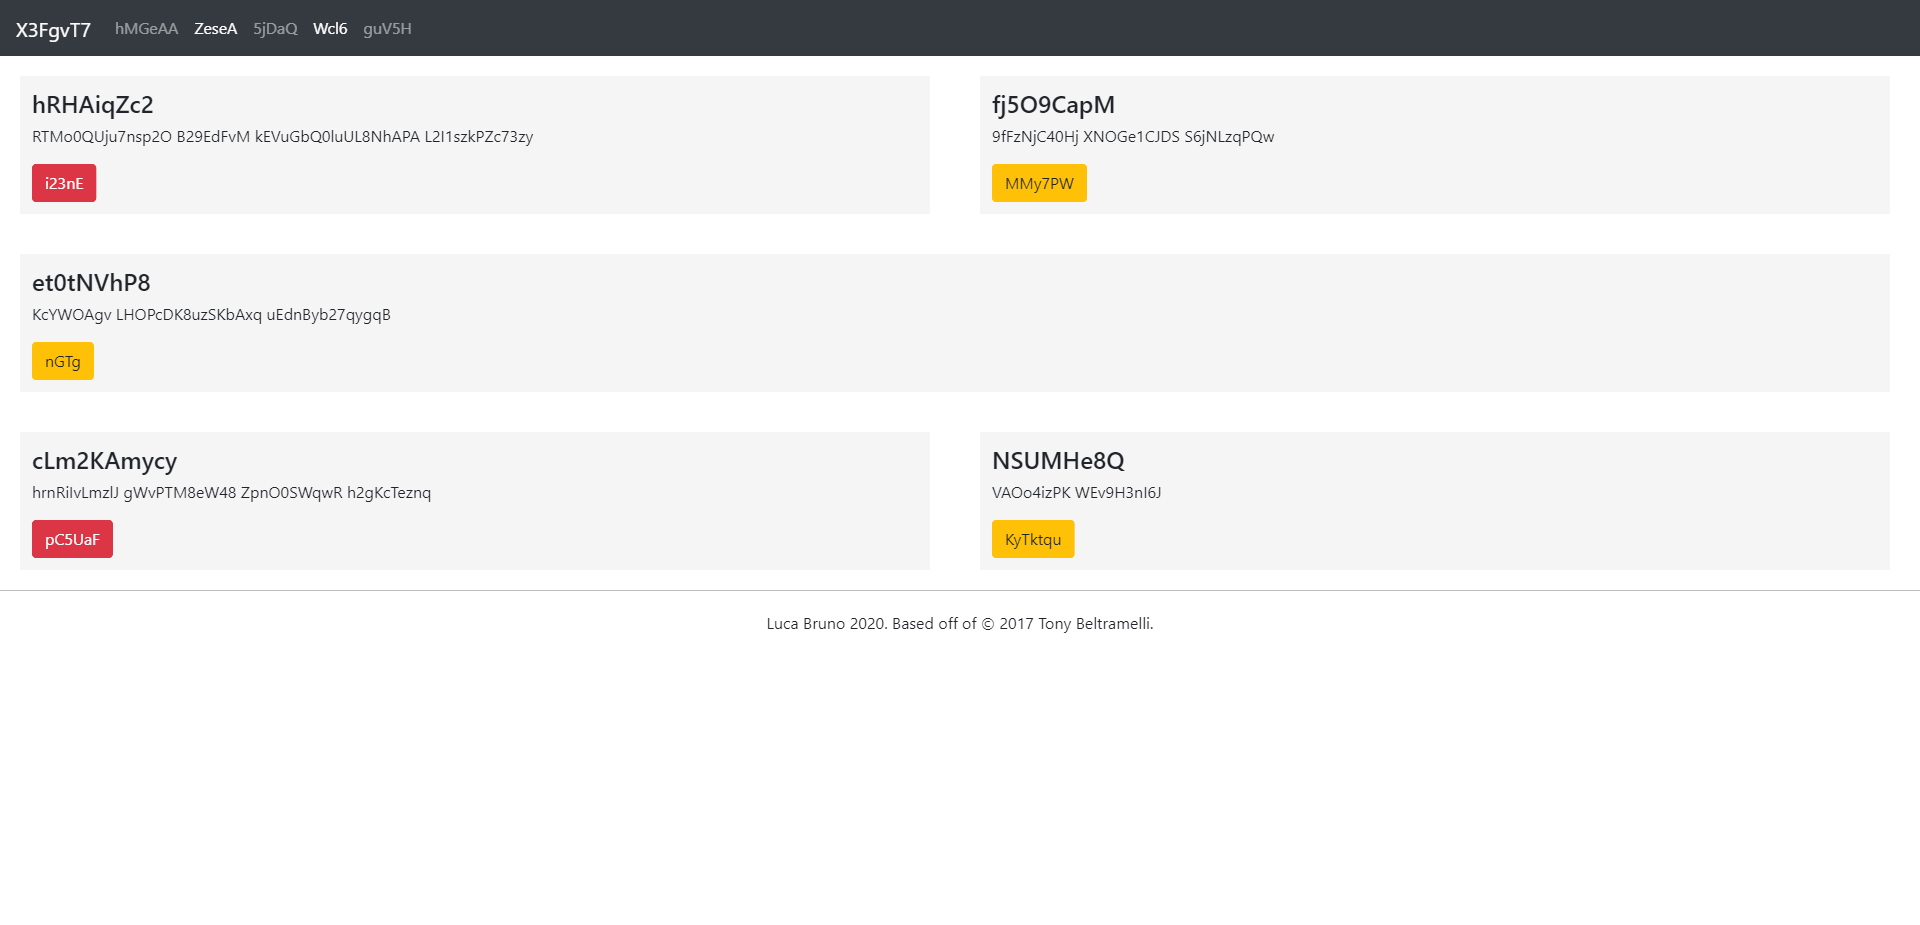 X3FgvT7 hMGeAA ZeseA 5jDaQ Wcl6 guV5H
hRHAiqZc2
RTMo0QUju7nsp2O B29EdFvM kEVuGbQ0luUL8NhAPA L2I1szkPZc73zy
i23nE
fj5O9CapM
9fFzNjC40Hj XNOGe1CJDS S6jNLzqPQw
MMy7PW
et0tNVhP8
KcYWOAgv LHOPcDK8uzSKbAxq uEdnByb27qygqB
nGTg
cLm2KAmycy
hrnRiIvLmzlJ gWvPTM8eW48 ZpnO0SWqwR h2gKcTeznq
pC5UaF
NSUMHe8Q
VAOo4izPK WEv9H3nI6J
KyTktqu
Luca Bruno 2020. Based off of © 2017 Tony Beltramelli.